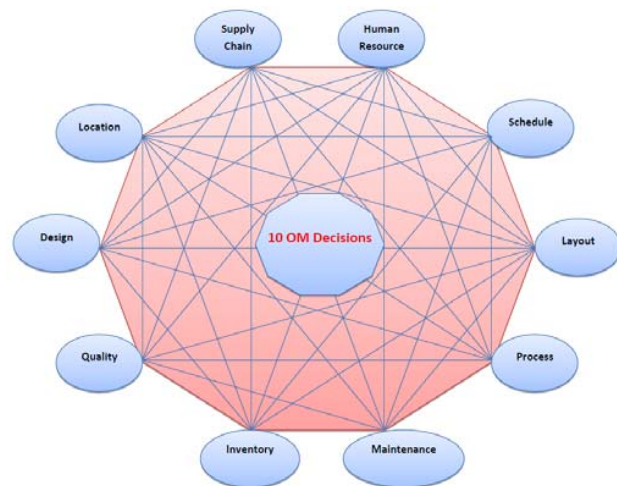 Supply
Chain
Human
Resource
Location
Schedule
Design
10 OM Decisions
Layout
Quality
Process
Inventory
Maintenance